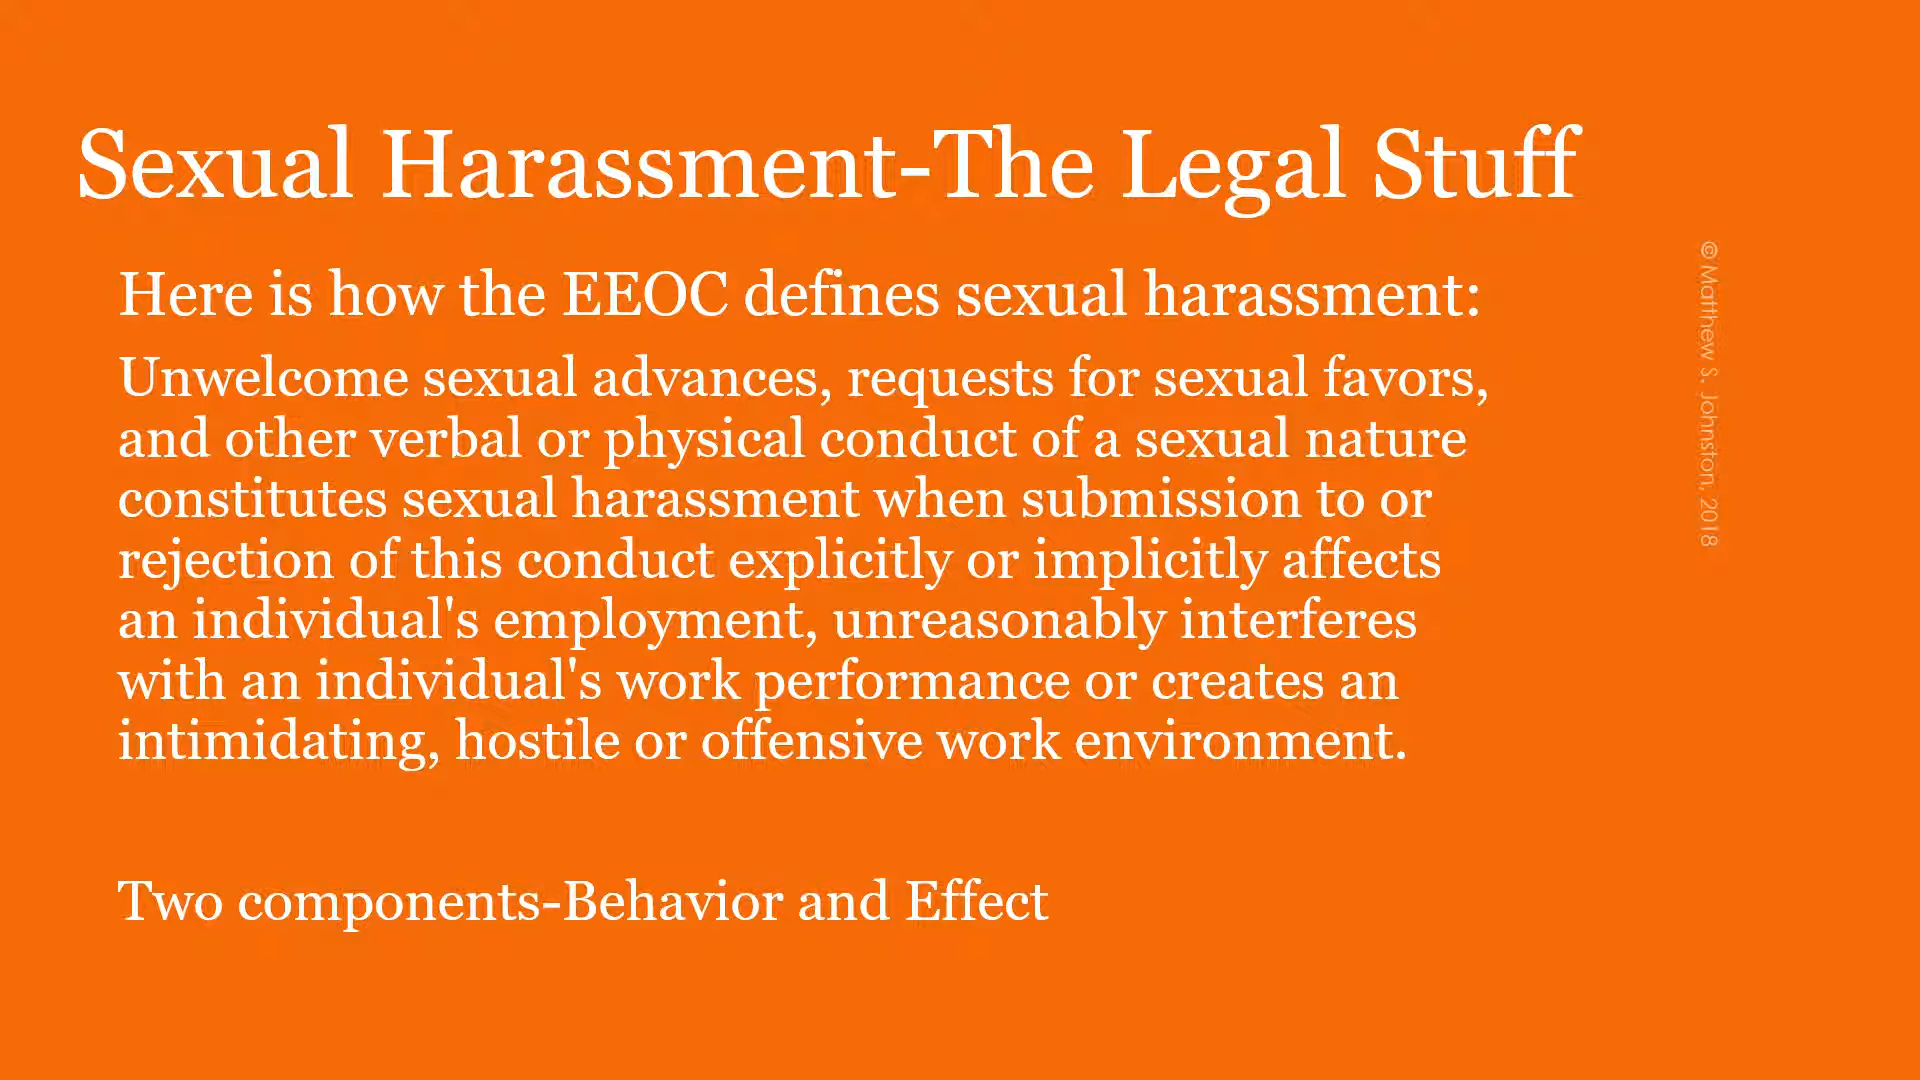 Sexual Harassment-The Legal Stuff
Here is how the EEOC defines sexual harassment:
Unwelcome sexual advances, requests for sexual favors,
and other verbal or physical conduct of a sexual nature
constitutes sexual harassment when submission to or
rejection of this conduct explicitly or implicitly affects
an individual's employment, unreasonably interferes
with an individual's work performance or creates an
intimidating, hostile or offensive work environment.
Two components-Behavior and Effect
© Matthew S. Johnston, 2018